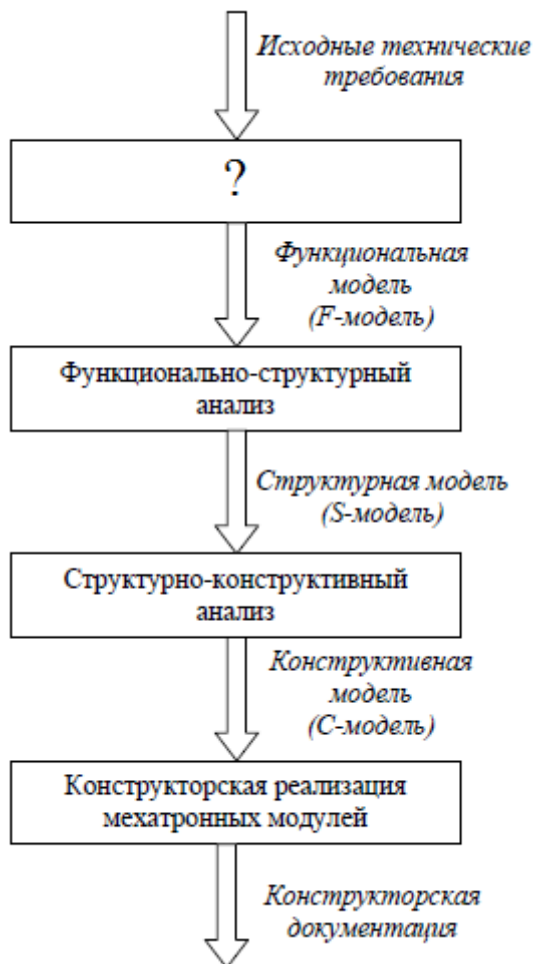 Исходные технические
требования
?
Функциональная
модель
(F-модель)
Функционально-структурный
анализ
Структурная модель
(S-модель)
Структурно-конструктивный
анализ
Конструктивная
модель
(C-модель)
Конструкторская реализация
мехатронных модулей
Конструкторская
документация